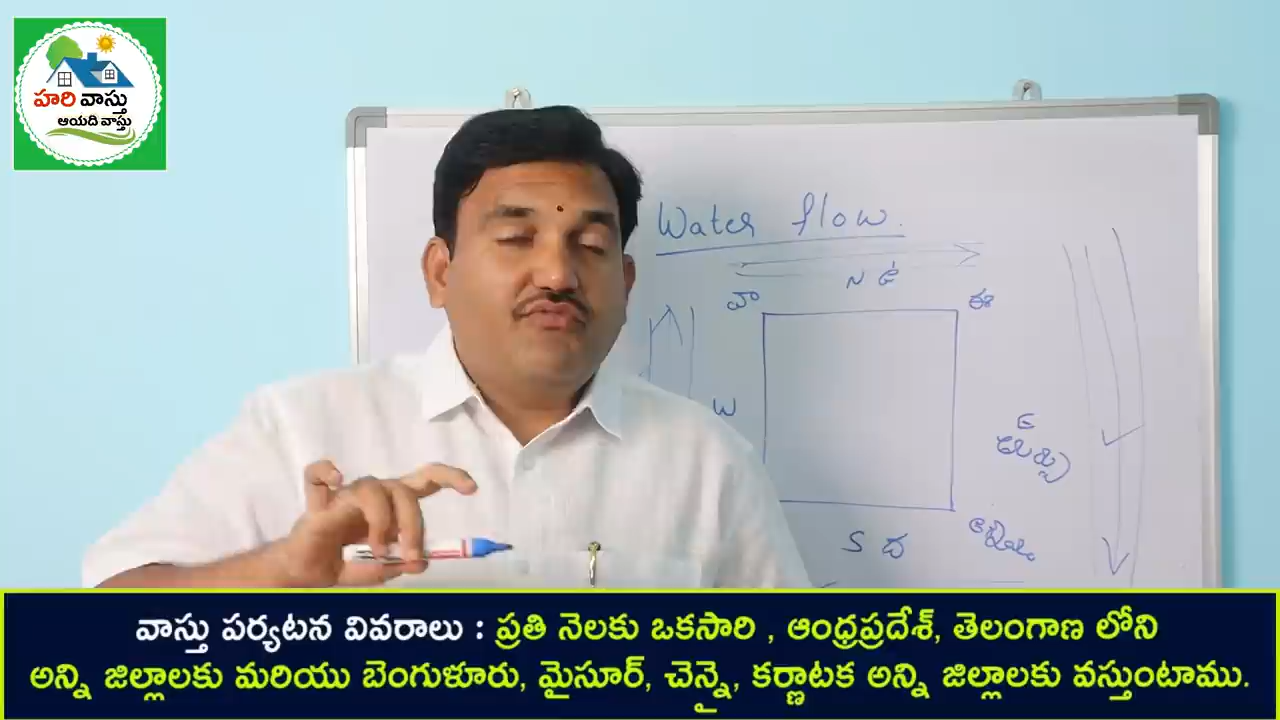 హరి వాస్తు
ఆయాది వాస్తు
Water flow.
N ఉ
వా
ఈ
W
E
S ద
వాస్తు పర్యటన వివరాలు : ప్రతి నెలకు ఒకసారి , ఆంధ్రప్రదేశ్, తెలంగాణ లోని
అన్ని జిల్లాలకు మరియు బెంగుళూరు, మైసూర్, చెన్నై, కర్ణాటక అన్ని జిల్లాలకు వస్తుంటాము.